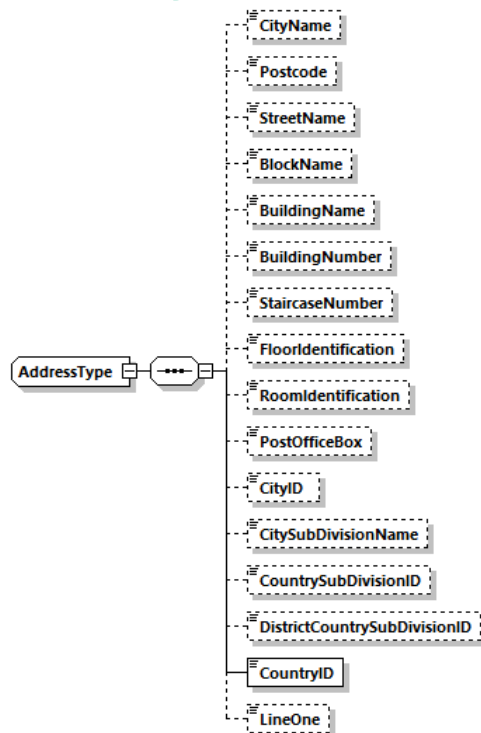 CityName
Postcode
StreetName
BlockName
BuildingName
BuildingNumber
StaircaseNumber
FloorIdentification
AddressType
RoomIdentification
PostOfficeBox
CityID
CitySubDivisionName
CountrySubDivisionID
DistrictCountrySubDivisionID
CountryID
LineOne